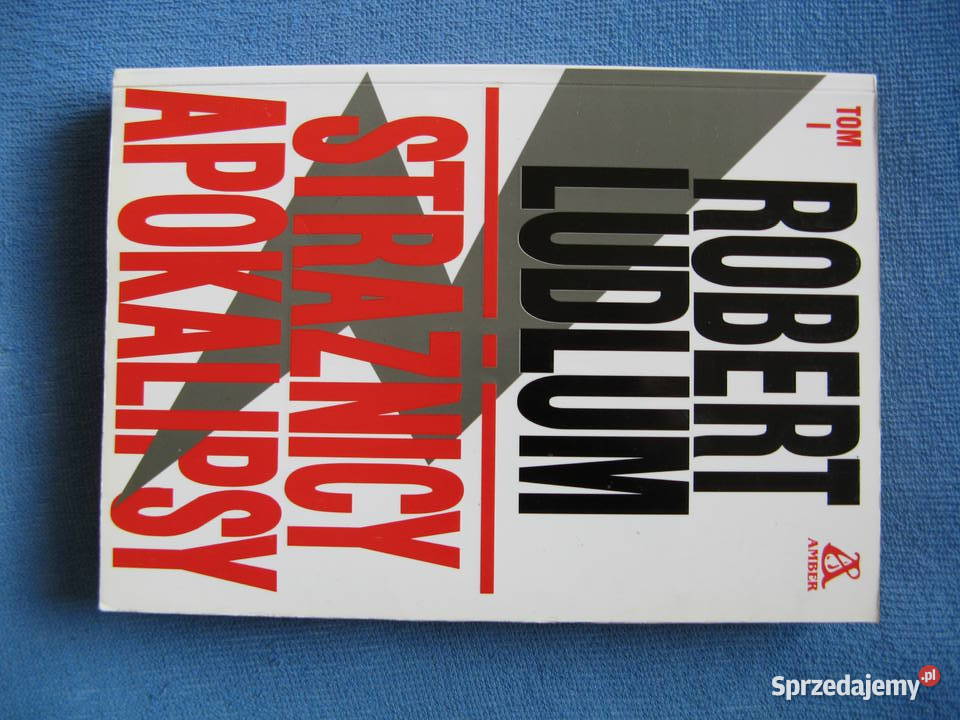 TOM
I
ROBERT
LUDLUM
STRAŻNICY
APOKALIPSY
AMBER
Sprzedajemy.pl